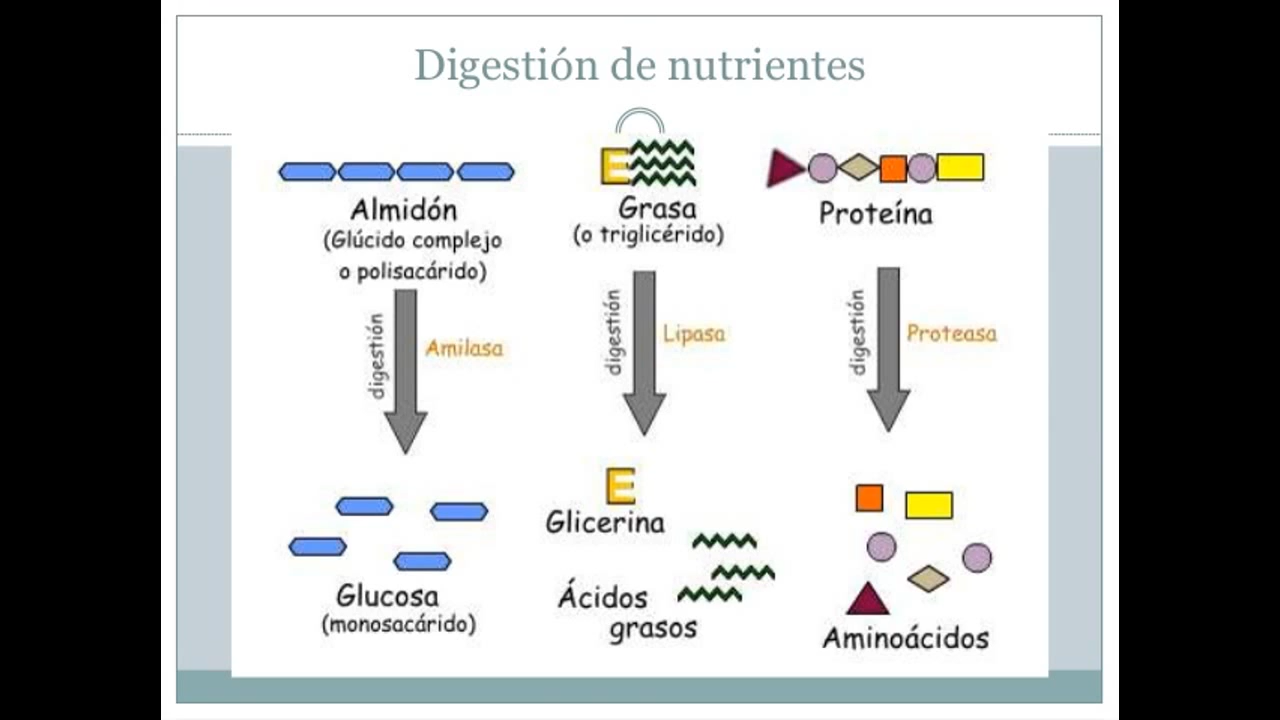 Digestión de nutrientes
Almidón
(Glúcido complejo
o polisacárido)
digestión
Amilasa
Glucosa
(monosacárido)
Grasa
(o triglicérido)
digestión
Lipasa
Glicerina
Ácidos
grasos
Proteína
digestión
Proteasa
Aminoácidos